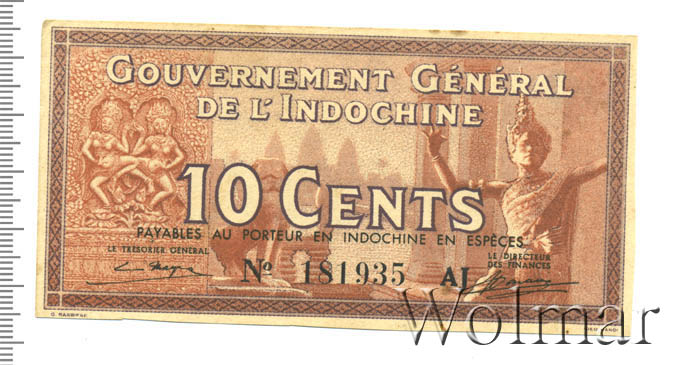 GOUVERNEMENT GÉNÉRAL
DE L'INDOCHINE
10 CENTS
PAYABLES AU PORTEUR EN INDOCHINE EN ESPÈCES
LE TRÉSORIER GÉNÉRAL
LE DIRECTEUR
DES FINANCES
No 181935 AJ
Wolmar